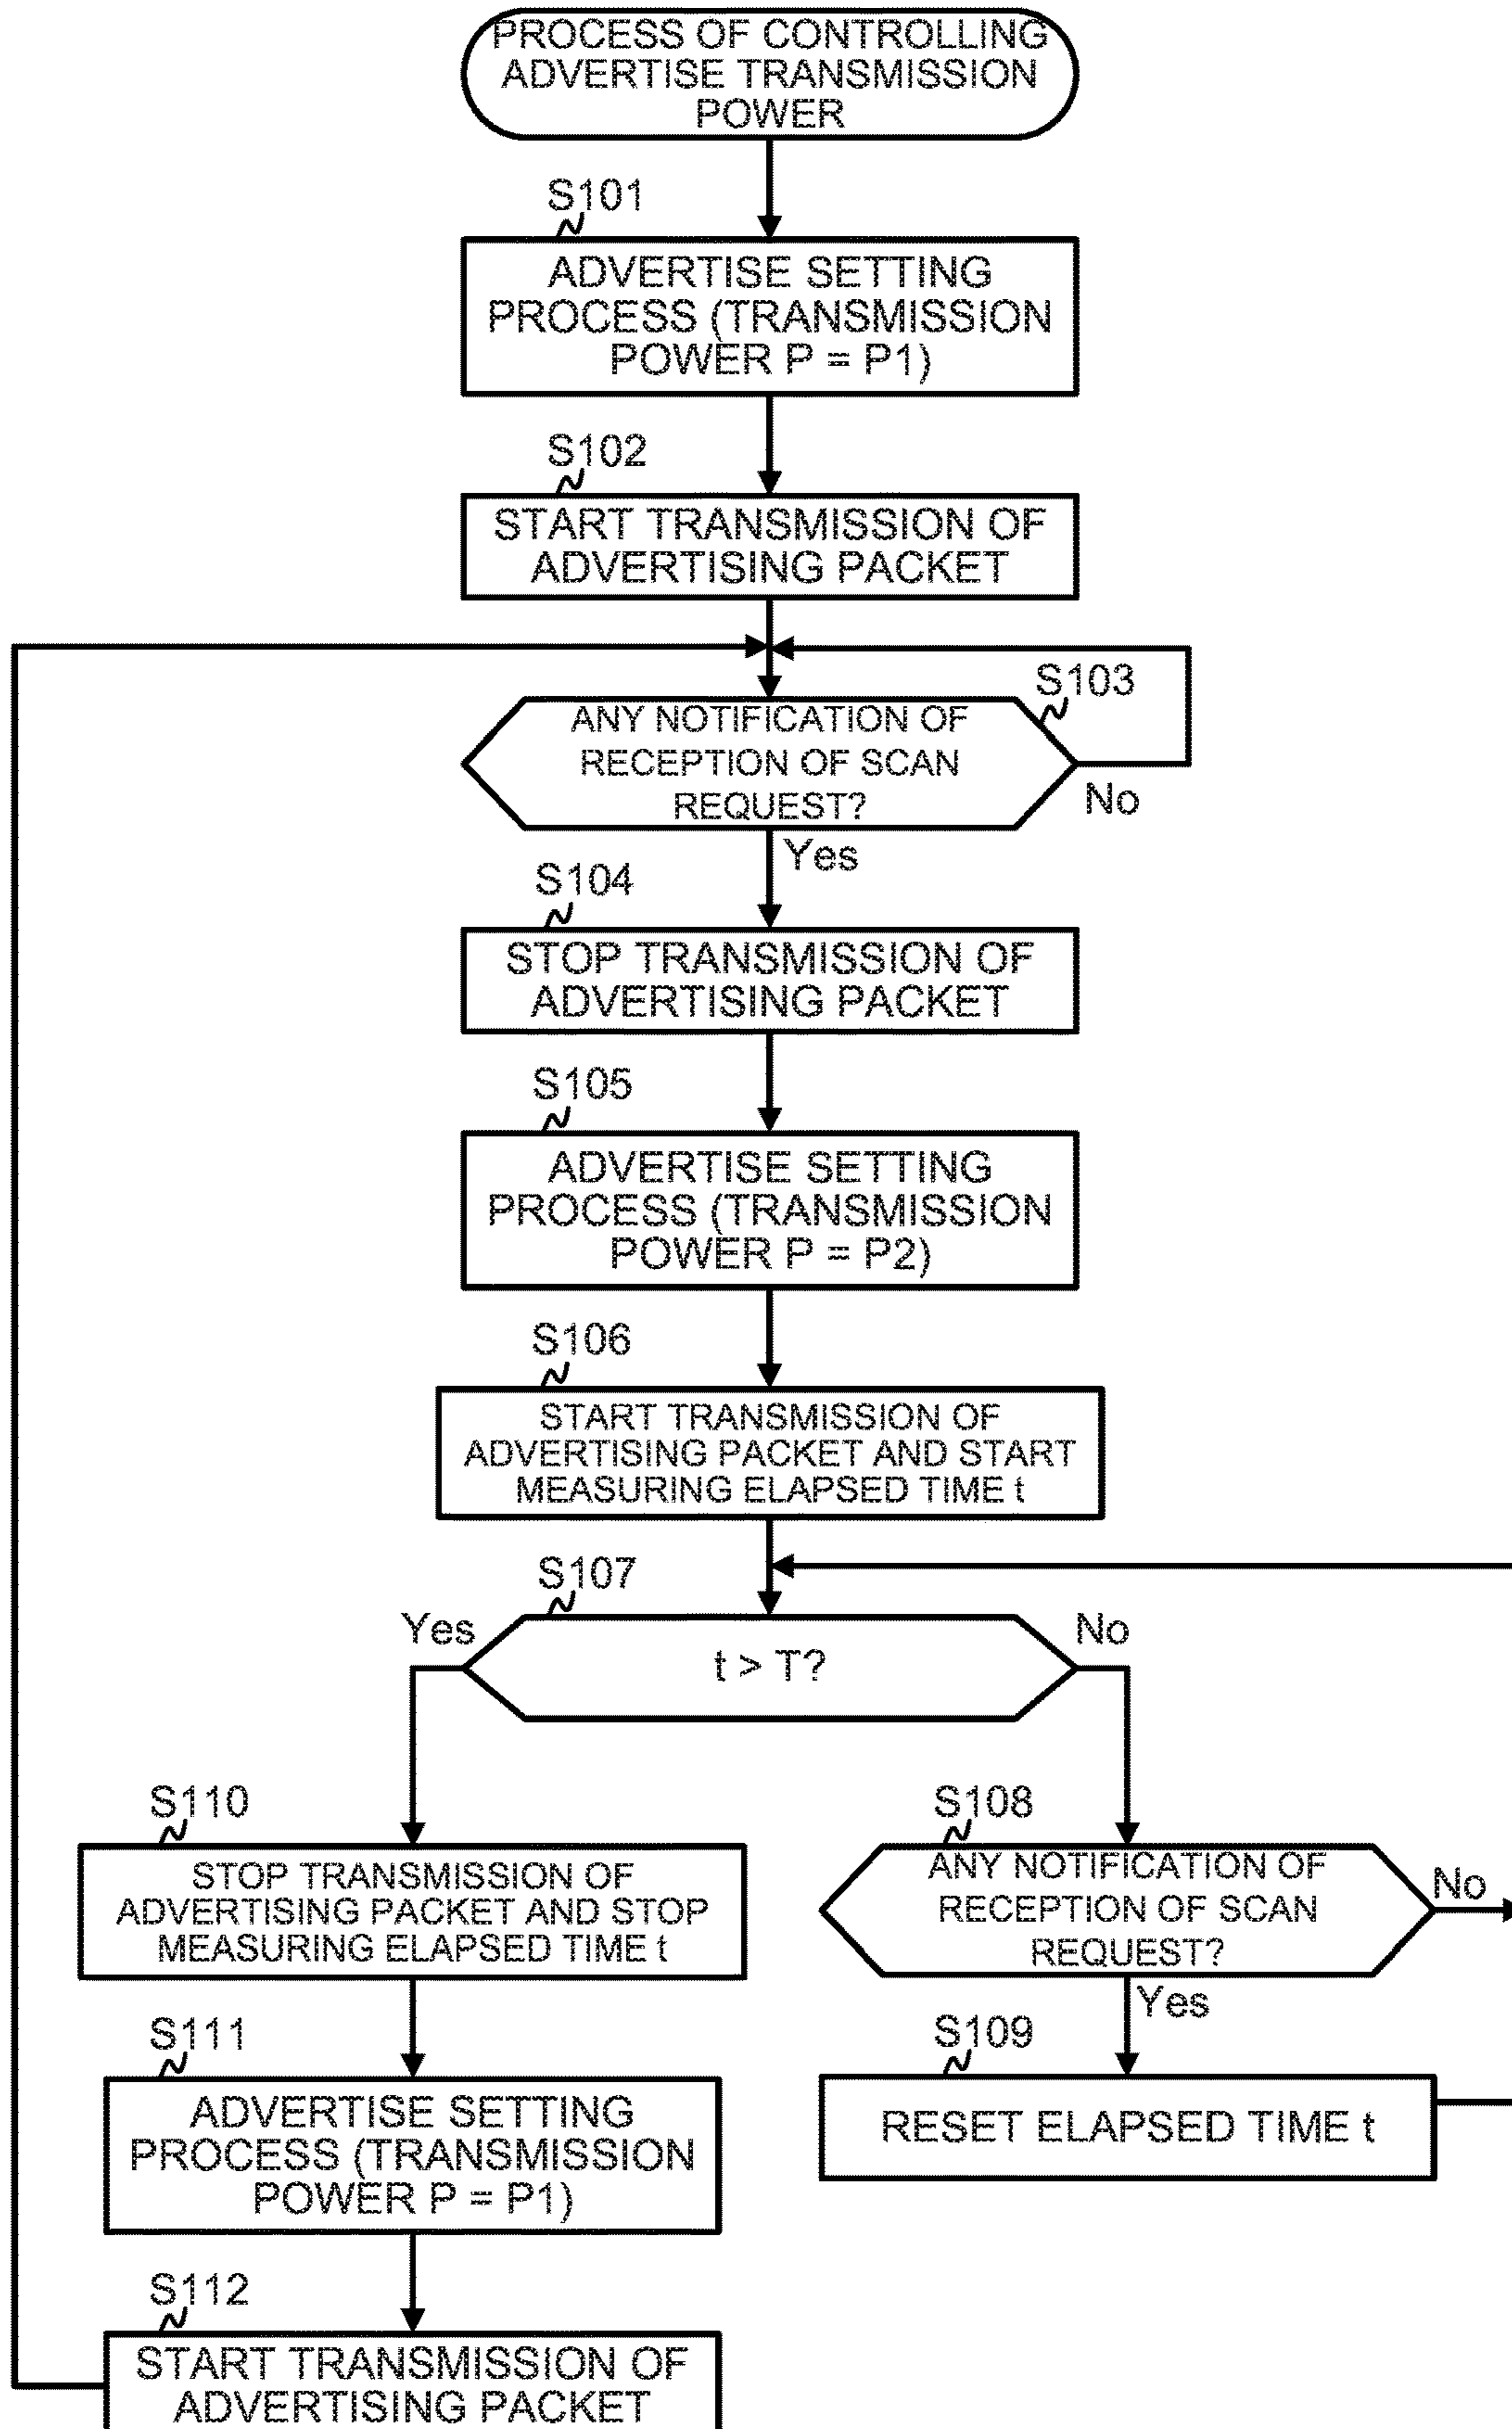 PROCESS OF CONTROLLING
ADVERTISE TRANSMISSION
POWER
S101
ADVERTISE SETTING
PROCESS (TRANSMISSION
POWER P = P1)
S102
START TRANSMISSION OF
ADVERTISING PACKET
S103
ANY NOTIFICATION OF
RECEPTION OF SCAN
REQUEST?
No
Yes
S104
STOP TRANSMISSION OF
ADVERTISING PACKET
S105
ADVERTISE SETTING
PROCESS (TRANSMISSION
POWER P = P2)
S106
START TRANSMISSION OF
ADVERTISING PACKET AND START
MEASURING ELAPSED TIME t
S107
Yes
No
t > T?
S110
STOP TRANSMISSION OF
ADVERTISING PACKET AND STOP
MEASURING ELAPSED TIME t
S108
ANY NOTIFICATION OF
RECEPTION OF SCAN
REQUEST?
No
Yes
S111
ADVERTISE SETTING
PROCESS (TRANSMISSION
POWER P = P1)
S109
RESET ELAPSED TIME t
S112
START TRANSMISSION OF
ADVERTISING PACKET